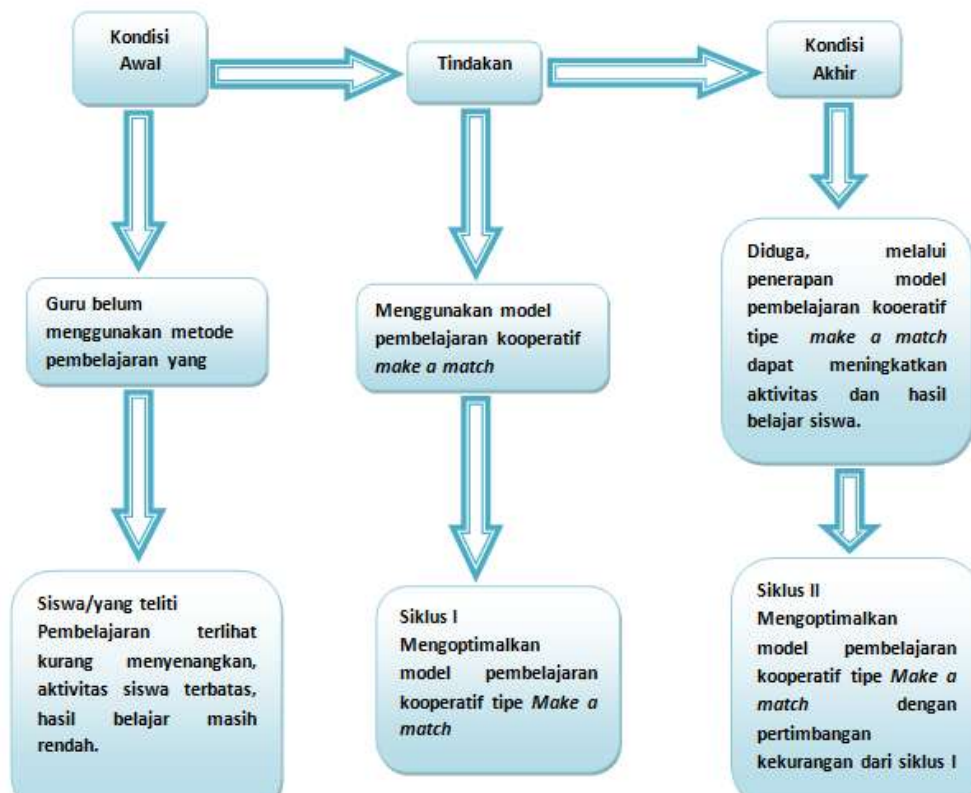 Kondisi
Awal
Tindakan
Kondisi
Akhir
Guru belum
menggunakan metode
pembelajaran yang
Menggunakan model
pembelajaran kooperatif
make a match
Diduga, melalui
penerapan model
pembelajaran kooeratif
tipe make a match
dapat meningkatkan
aktivitas dan hasil
belajar siswa.
Siswa/yang teliti
Pembelajaran terlihat
kurang menyenangkan,
aktivitas siswa terbatas,
hasil belajar masih
rendah.
Siklus I
Mengoptimalkan
model pembelajaran
kooperatif tipe Make a
match
Siklus II
Mengoptimalkan
model pembelajaran
kooperatif tipe Make a
match dengan
pertimbangan
kekurangan dari siklus I